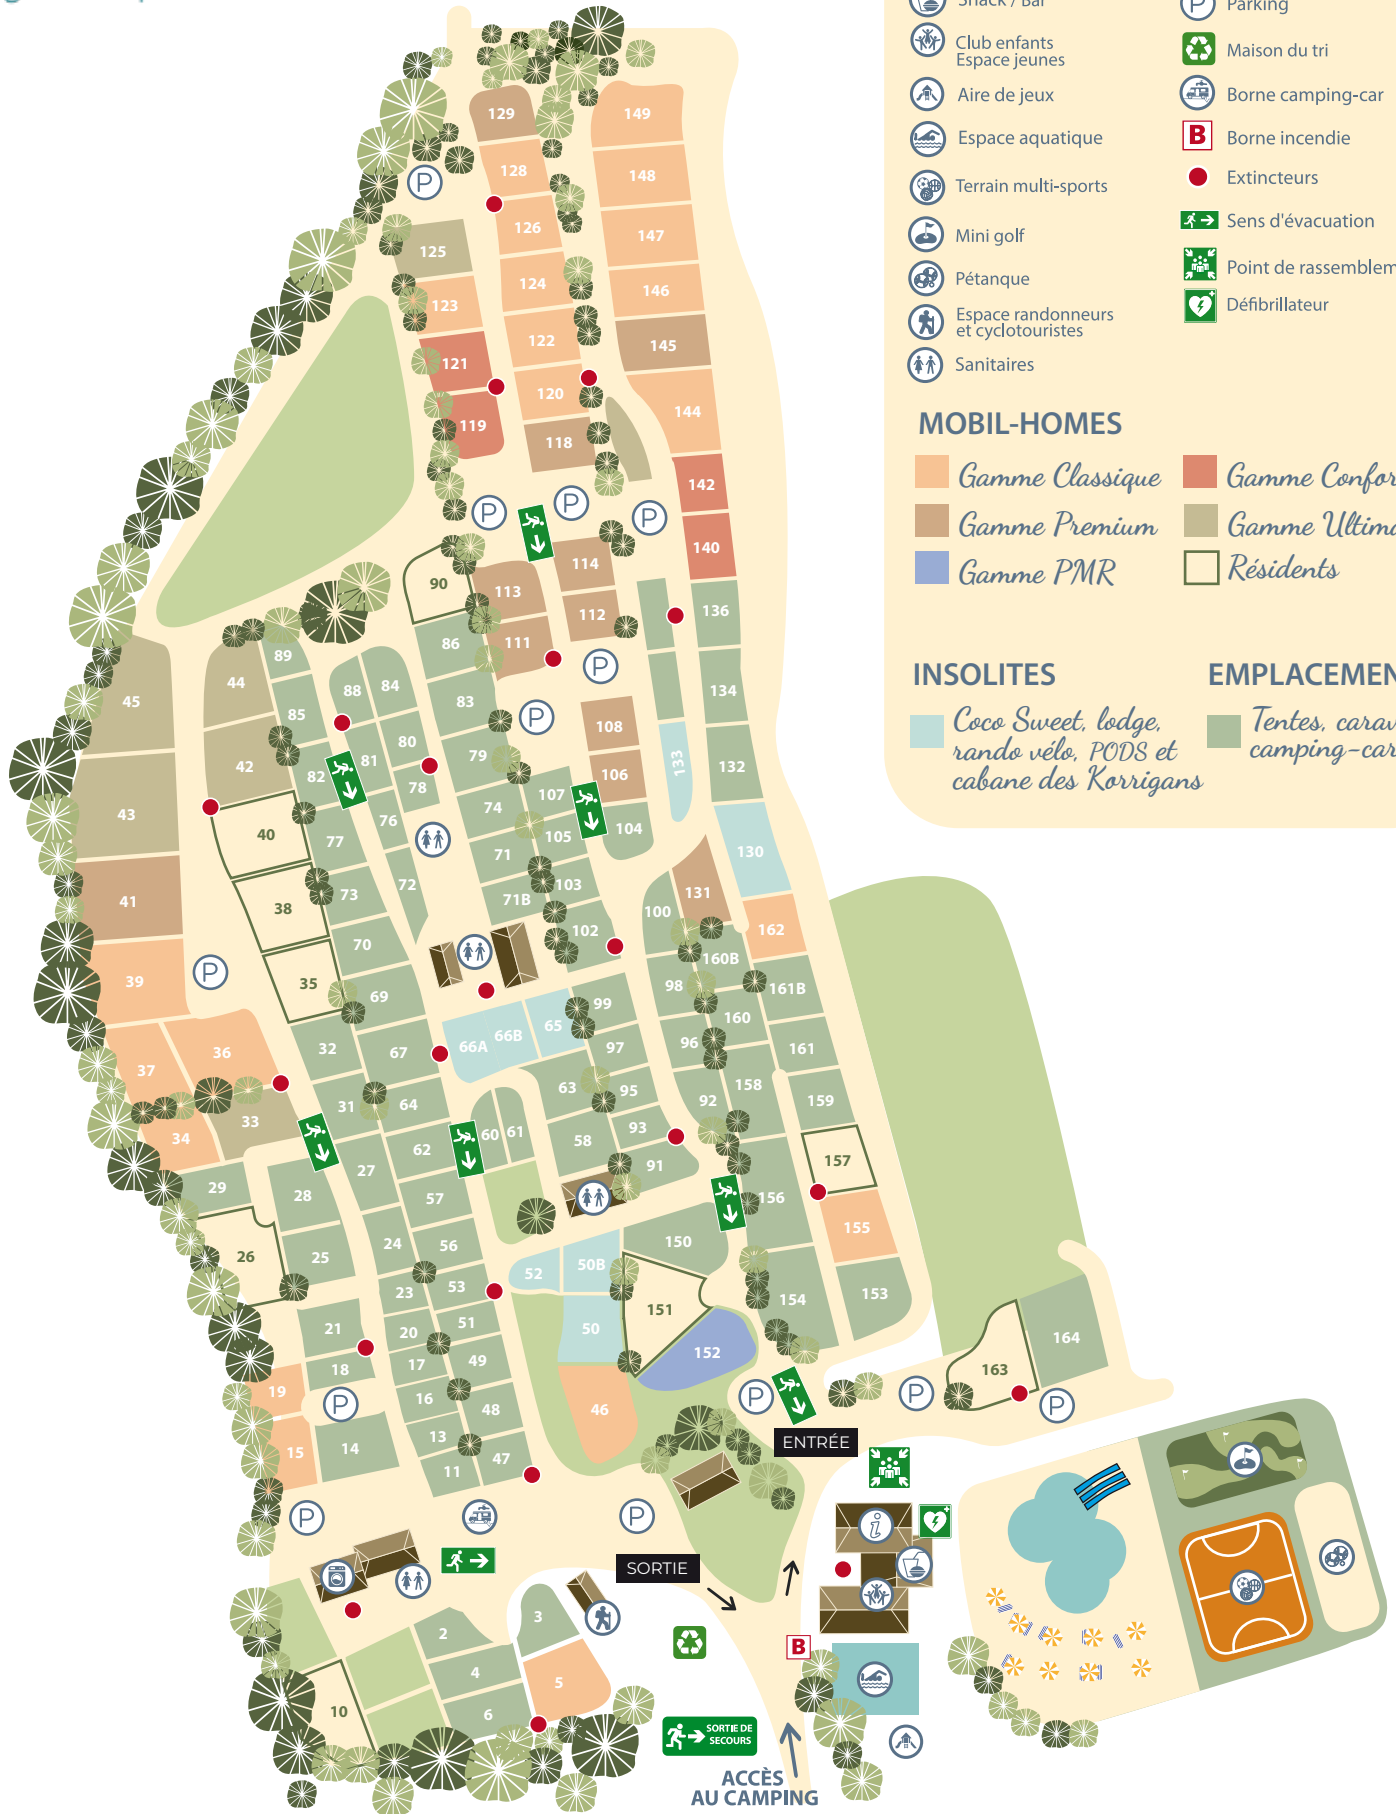 Snack / Bar
Club enfants
Espace jeunes
Aire de jeux
Espace aquatique
Terrain multi-sports
Mini golf
Pétanque
Espace randonneurs
et cyclotouristes
Sanitaires
P Parking
Maison du tri
Borne camping-car
B Borne incendie
Extincteurs
Sens d'évacuation
Point de rassemblem
Défibrillateur
MOBIL-HOMES
Gamme Classique
Gamme Confor
Gamme Premium
Gamme Ultim
Gamme PMR
Résidents
INSOLITES
Coco Sweet, lodge,
rando vélo, PODS et
cabane des Korrigans
EMPLACEMEN
Tentes, carav
camping-car
129
149
128
148
P
126
147
125
124
146
123
122
145
121
120
144
119
118
142
P
P
P
140
114
90
113
112
136
111
86
P
89
44
88
84
134
45
83
85
P
108
80
42
79
81
133
132
106
82
78
107
74
43
76
104
40
105
77
71
130
72
103
131
73
71B
41
38
100
102
162
70
160B
P
39
35
98
161B
69
99
160
65
66B
66A
96
97
161
32
67
36
37
63
158
95
92
159
31
64
33
93
60
61
34
58
62
157
91
27
29
28
57
156
155
150
24
56
26
25
50B
52
53
23
153
154
151
21
20
51
50
164
152
17
49
18
163
19
16
P
P
P
P
48
46
13
14
15
47
11
ENTRÉE
P
P
SORTIE
3
2
4
B
5
10
6
SORTIE DE
SECOURS
ACCÈS
AU CAMPING